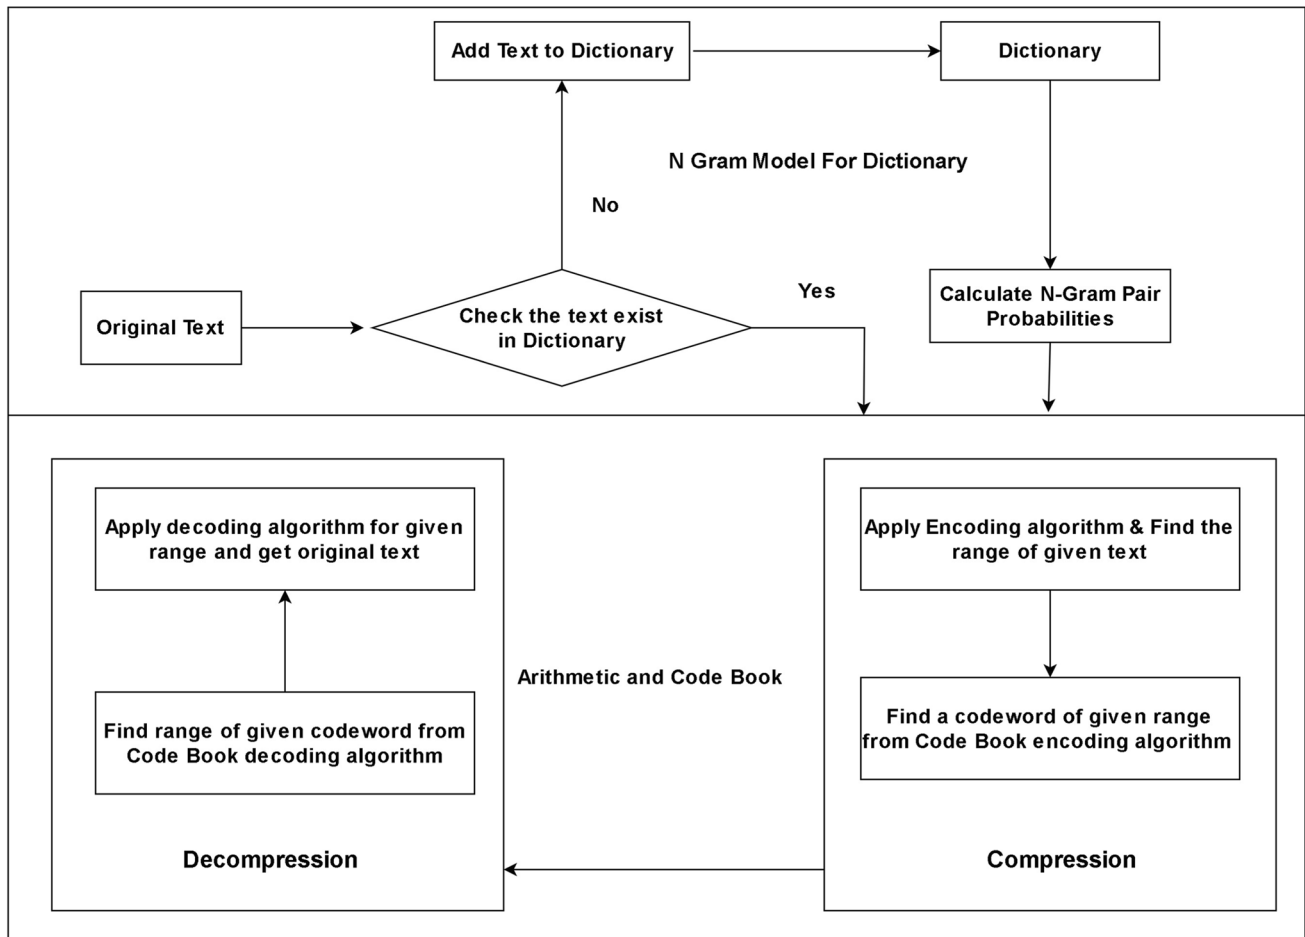 Add Text to Dictionary
Dictionary
N Gram Model For Dictionary
No
Yes
Original Text
Check the text exist
in Dictionary
Calculate N-Gram Pair
Probabilities
Apply decoding algorithm for given
range and get original text
Apply Encoding algorithm & Find the
range of given text
Arithmetic and Code Book
Find range of given codeword from
Code Book decoding algorithm
Find a codeword of given range
from Code Book encoding algorithm
Decompression
Compression